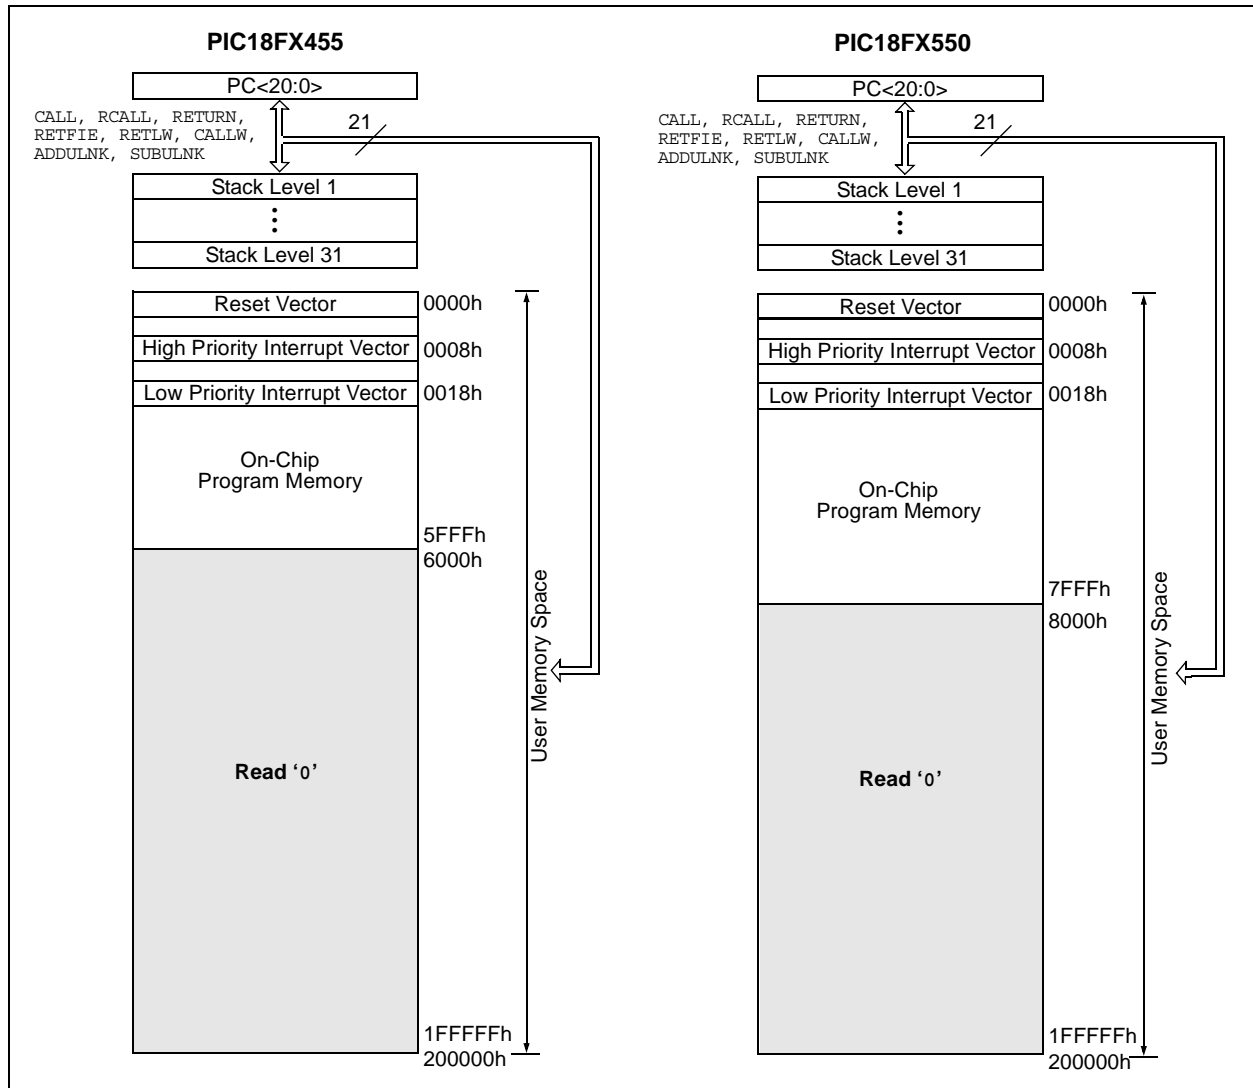 PIC18FX455
PC<20:0>
CALL, RCALL, RETURN,
RETFIE, RETLW, CALLW,
ADDULNK, SUBULNK
21
Stack Level 1
Stack Level 31
Reset Vector
0000h
High Priority Interrupt Vector
0008h
Low Priority Interrupt Vector
0018h
On-Chip
Program Memory
5FFFh
6000h
User Memory Space
Read ‘0’
1FFFFFh
200000h
PIC18FX550
PC<20:0>
CALL, RCALL, RETURN,
RETFIE, RETLW, CALLW,
ADDULNK, SUBULNK
21
Stack Level 1
Stack Level 31
Reset Vector
0000h
High Priority Interrupt Vector
0008h
Low Priority Interrupt Vector
0018h
On-Chip
Program Memory
7FFFh
8000h
User Memory Space
Read ‘0’
1FFFFFh
200000h